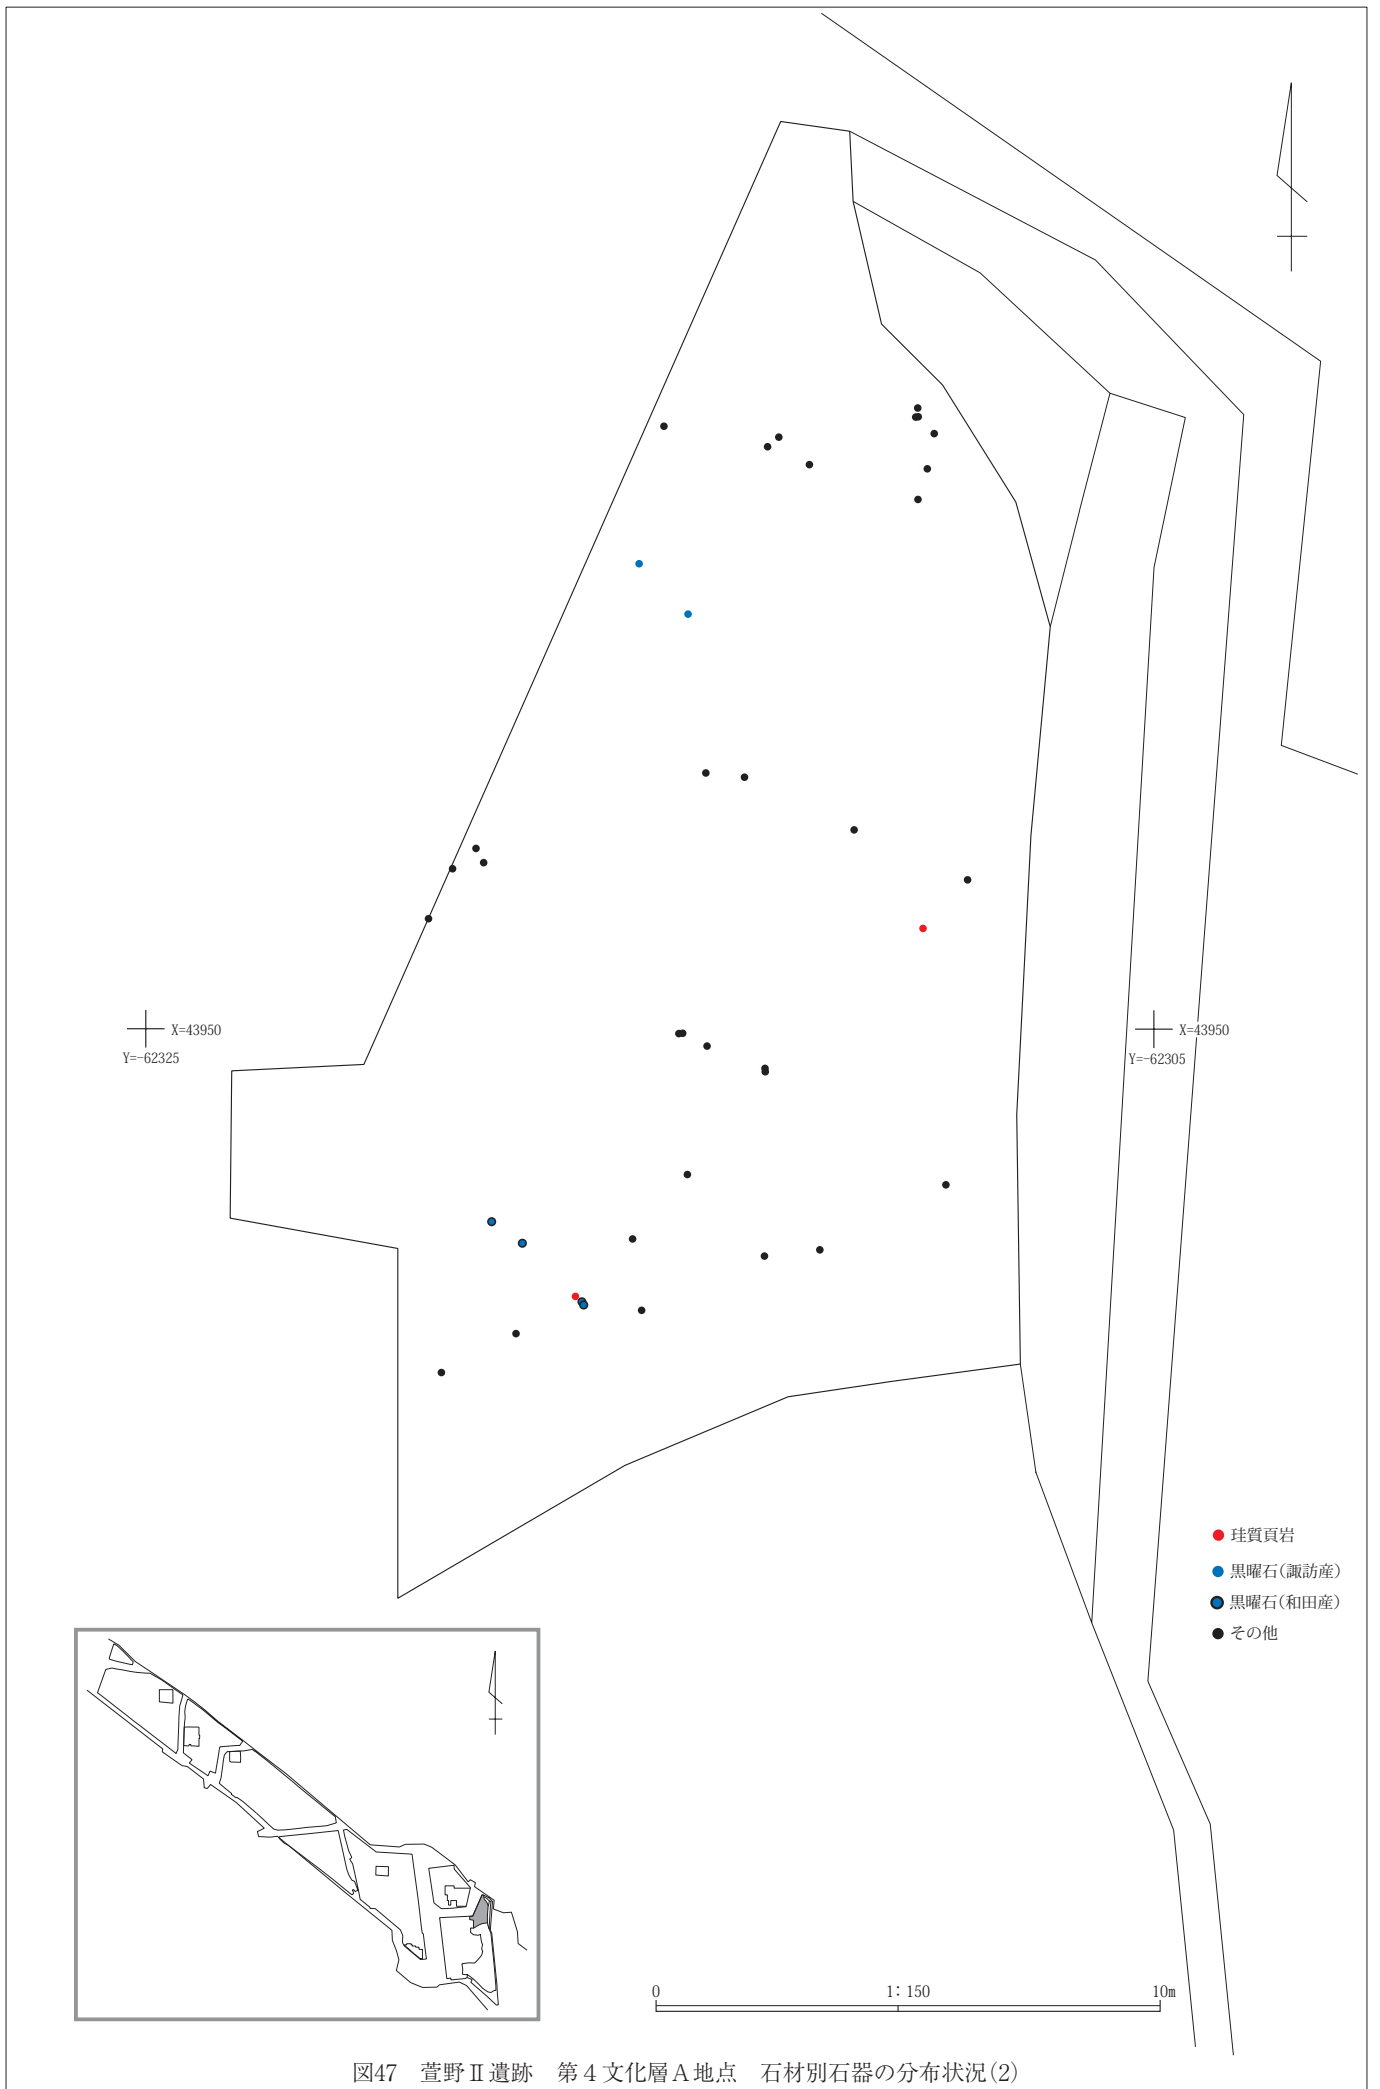 X=43950
Y=-62325
X=43950
Y=-62305
珪質頁岩
黒曜石(諏訪産)
黒曜石(和田産)
その他
0 1:150 10m
図47　萱野Ⅱ遺跡　第4文化層A地点　石材別石器の分布状況(2)